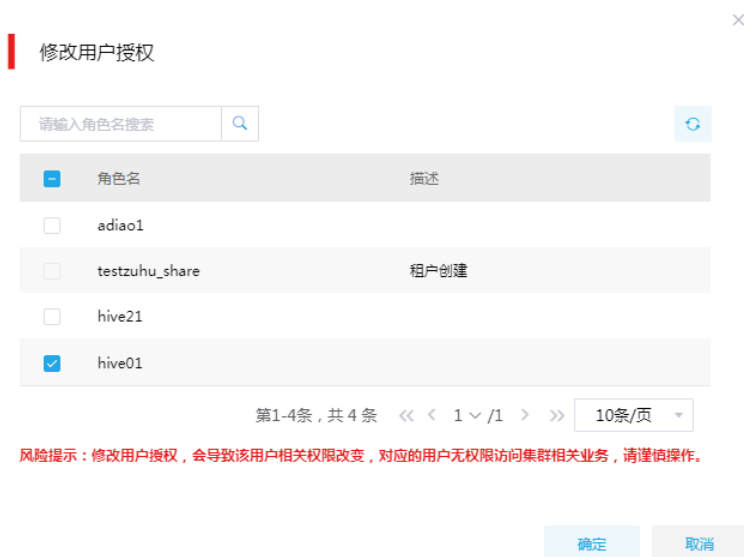 修改用户授权
请输入角色名搜索
角色名 描述
adiao1
testzuhu_share 租户创建
hive21
hive01
第1-4条，共 4 条 1 /1 10条/页
风险提示：修改用户授权，会导致该用户相关权限改变，对应的用户无权限访问集群相关业务，请谨慎操作。
确定 取消